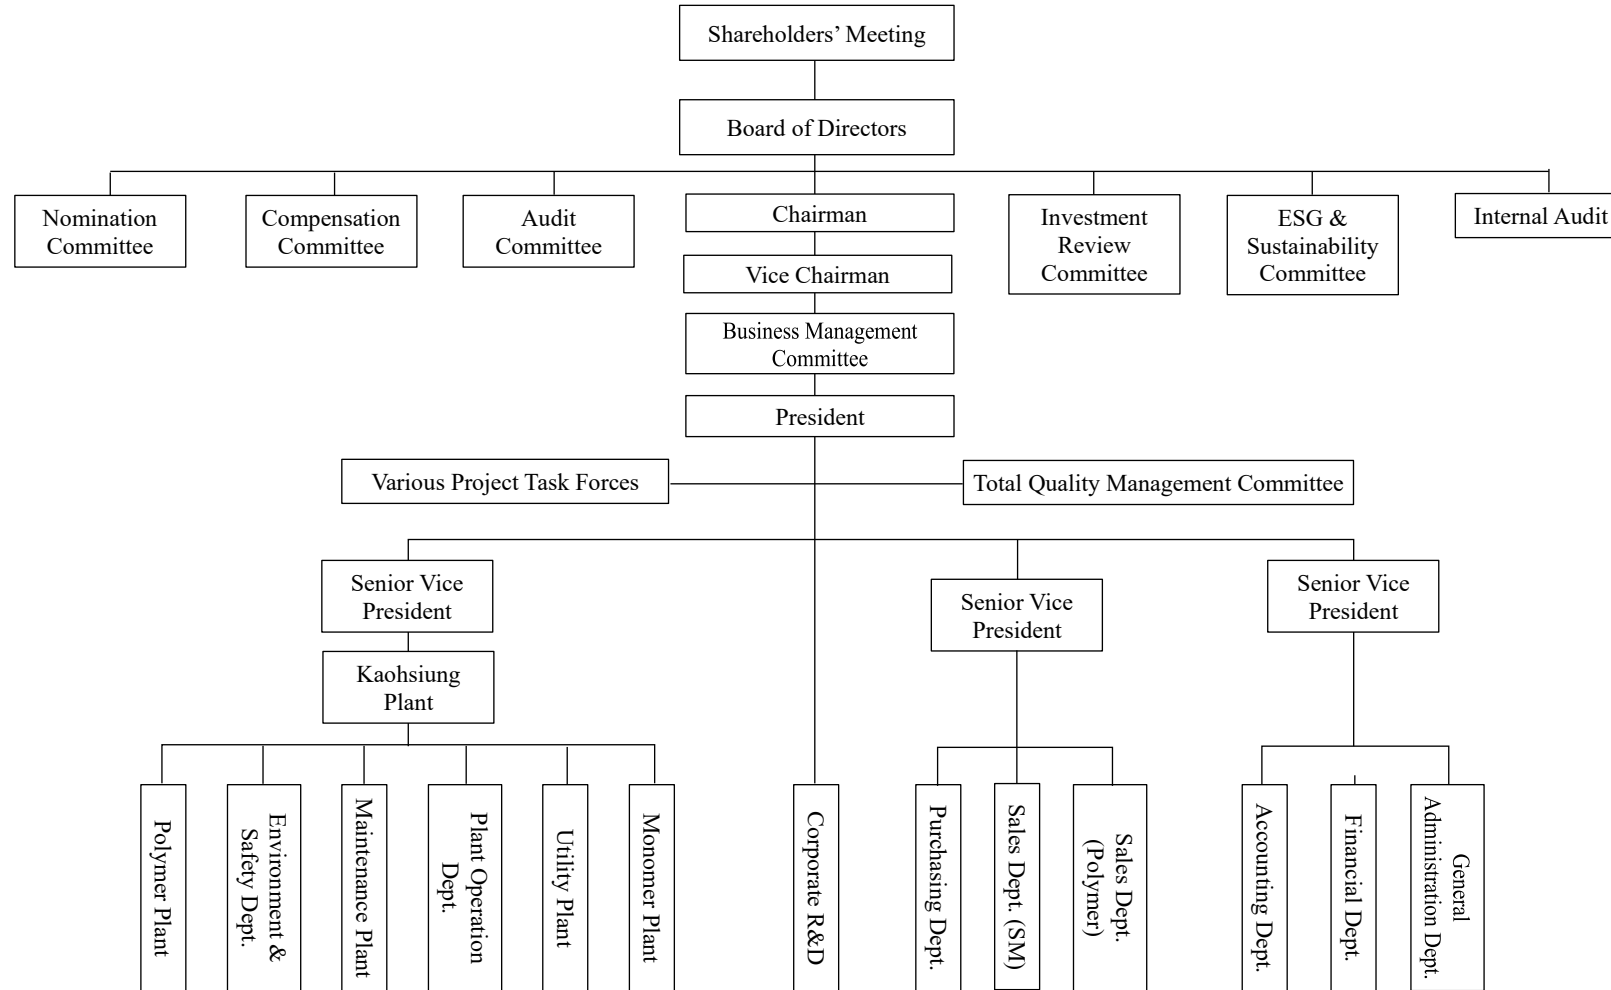 Shareholders’ Meeting
Board of Directors
Nomination
Committee
Compensation
Committee
Audit
Committee
Chairman
Investment
Review
Committee
ESG &
Sustainability
Committee
Internal Audit
Vice Chairman
Business Management
Committee
President
Various Project Task Forces
Total Quality Management Committee
Senior Vice
President
Senior Vice
President
Senior Vice
President
Kaohsiung
Plant
Polymer Plant
Environment &
Safety Dept.
Maintenance Plant
Plant Operation
Dept.
Utility Plant
Monomer Plant
Corporate R&D
Purchasing Dept.
Sales Dept. (SM)
Sales Dept.
(Polymer)
Accounting Dept.
Financial Dept.
General
Administration Dept.